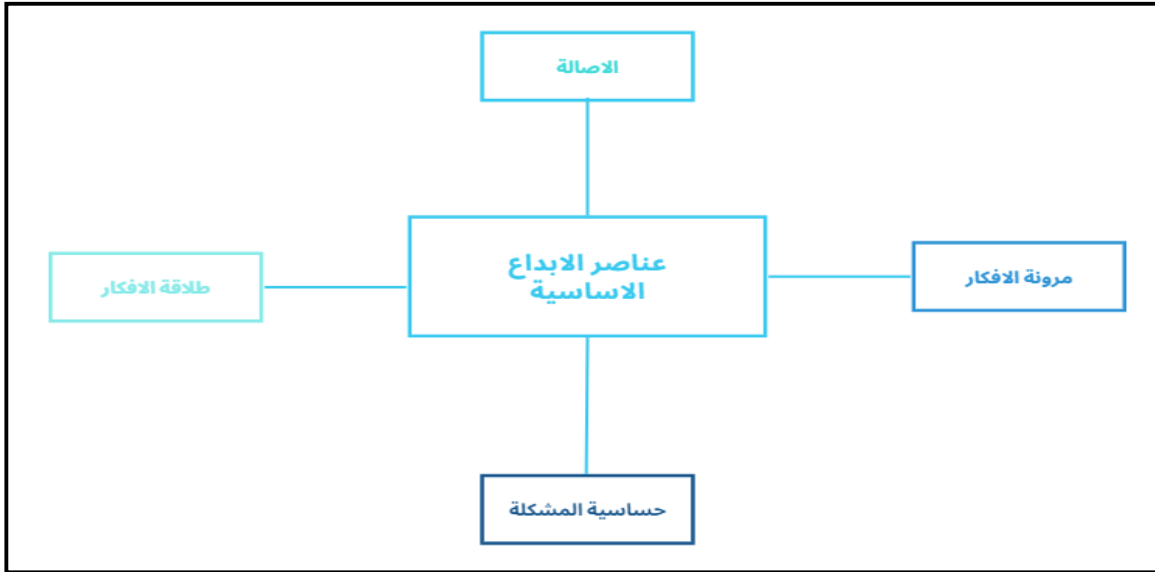 الاصالة
عناصر الابداع
الاساسية
مرونة الافكار
طلاقة الافكار
حساسية المشكلة